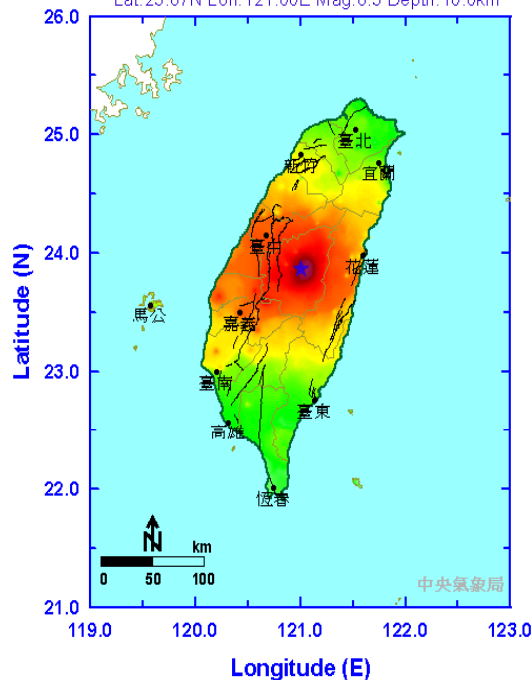 Lat:23.87N Lon:121.00E Mag:6.5 Depth:10.0km
26.0
25.0
24.0
23.0
22.0
21.0
Latitude (N)
臺北
新竹
宜蘭
臺中
花蓮
馬公
嘉義
臺南
臺東
高雄
恆春
N
km
0 50 100
中央氣象局
119.0 120.0 121.0 122.0 123.0
Longitude (E)